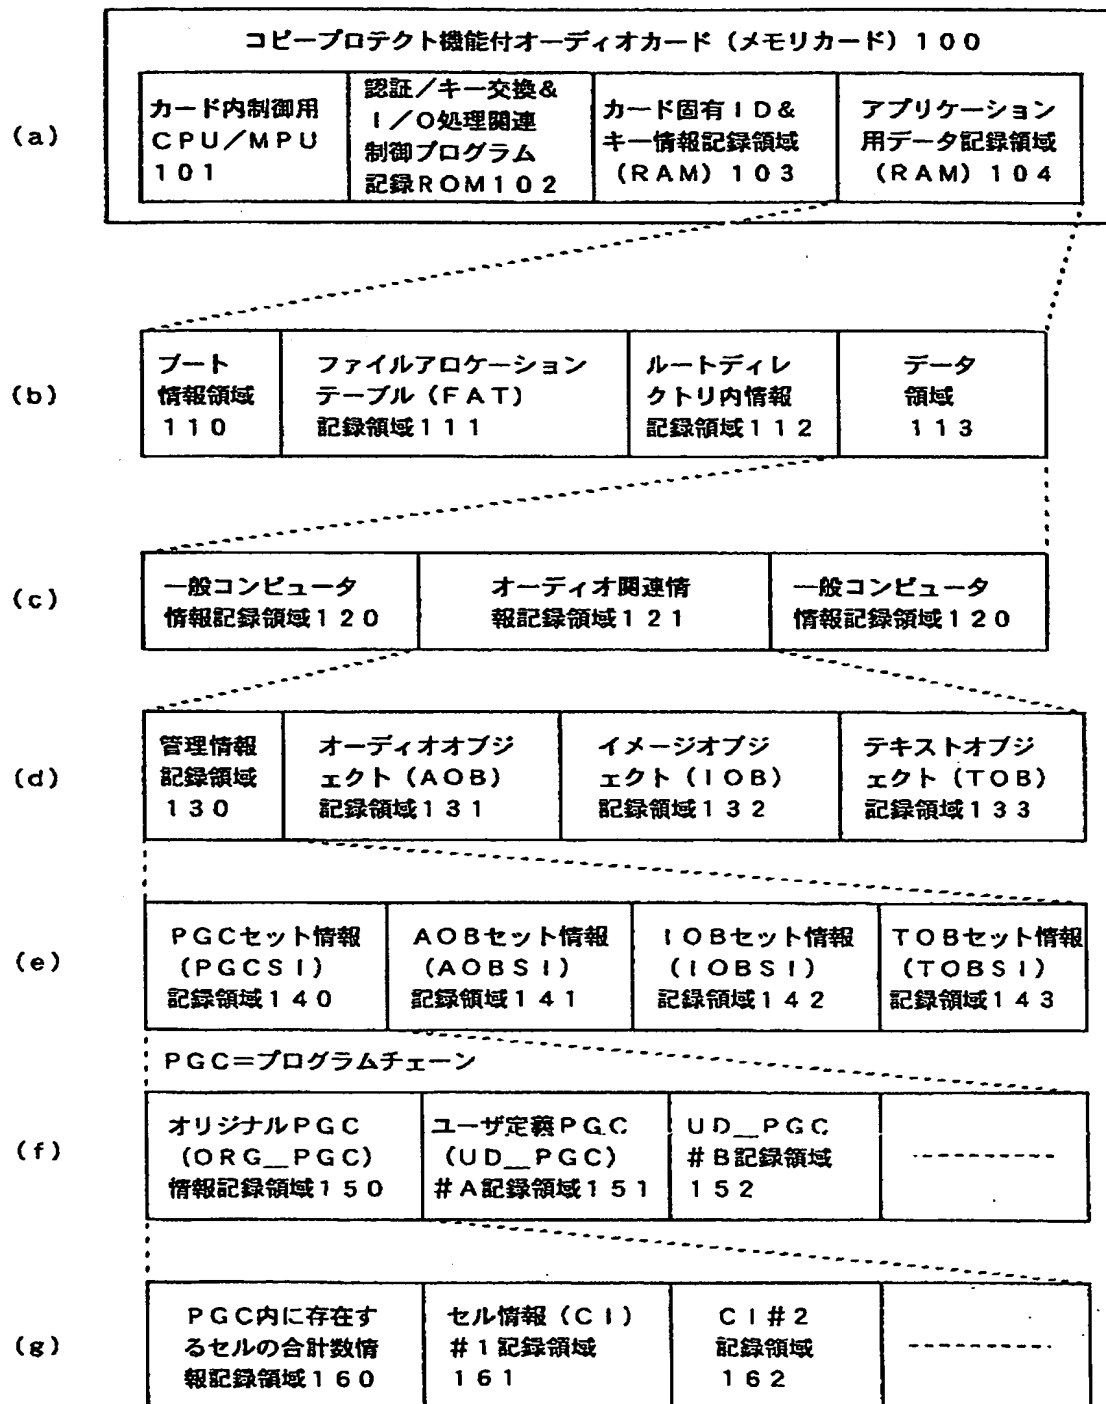 コピープロテクト機能付オーディオカード（メモリカード）１００
(a)
カード内制御用
ＣＰＵ／ＭＰＵ
１０１
認証／キー交換＆
Ｉ／Ｏ処理関連
制御プログラム
記録ＲＯＭ１０２
カード固有ＩＤ＆
キー情報記録領域
（ＲＡＭ）１０３
アプリケーション
用データ記録領域
（ＲＡＭ）１０４
(b)
ブート
情報領域
１１０
ファイルアロケーション
テーブル（ＦＡＴ）
記録領域１１１
ルートディレ
クトリ内情報
記録領域１１２
データ
領域
１１３
(c)
一般コンピュータ
情報記録領域１２０
オーディオ関連情
報記録領域１２１
一般コンピュータ
情報記録領域１２０
(d)
管理情報
記録領域
１３０
オーディオオブジ
ェクト（ＡＯＢ）
記録領域１３１
イメージオブジ
ェクト（ＩＯＢ）
記録領域１３２
テキストオブジ
ェクト（ＴＯＢ）
記録領域１３３
(e)
ＰＧＣセット情報
（ＰＧＣＳＩ）
記録領域１４０
ＡＯＢセット情報
（ＡＯＢＳＩ）
記録領域１４１
ＩＯＢセット情報
（ＩＯＢＳＩ）
記録領域１４２
ＴＯＢセット情報
（ＴＯＢＳＩ）
記録領域１４３
ＰＧＣ＝プログラムチェーン
(f)
オリジナルＰＧＣ
（ＯＲＧ＿ＰＧＣ）
情報記録領域１５０
ユーザ定義ＰＧＣ
（ＵＤ＿ＰＧＣ）
＃Ａ記録領域１５１
ＵＤ＿ＰＧＣ
＃Ｂ記録領域
１５２
(g)
ＰＧＣ内に存在す
るセルの合計数情
報記録領域１６０
セル情報（ＣＩ）
＃１記録領域
１６１
ＣＩ＃２
記録領域
１６２